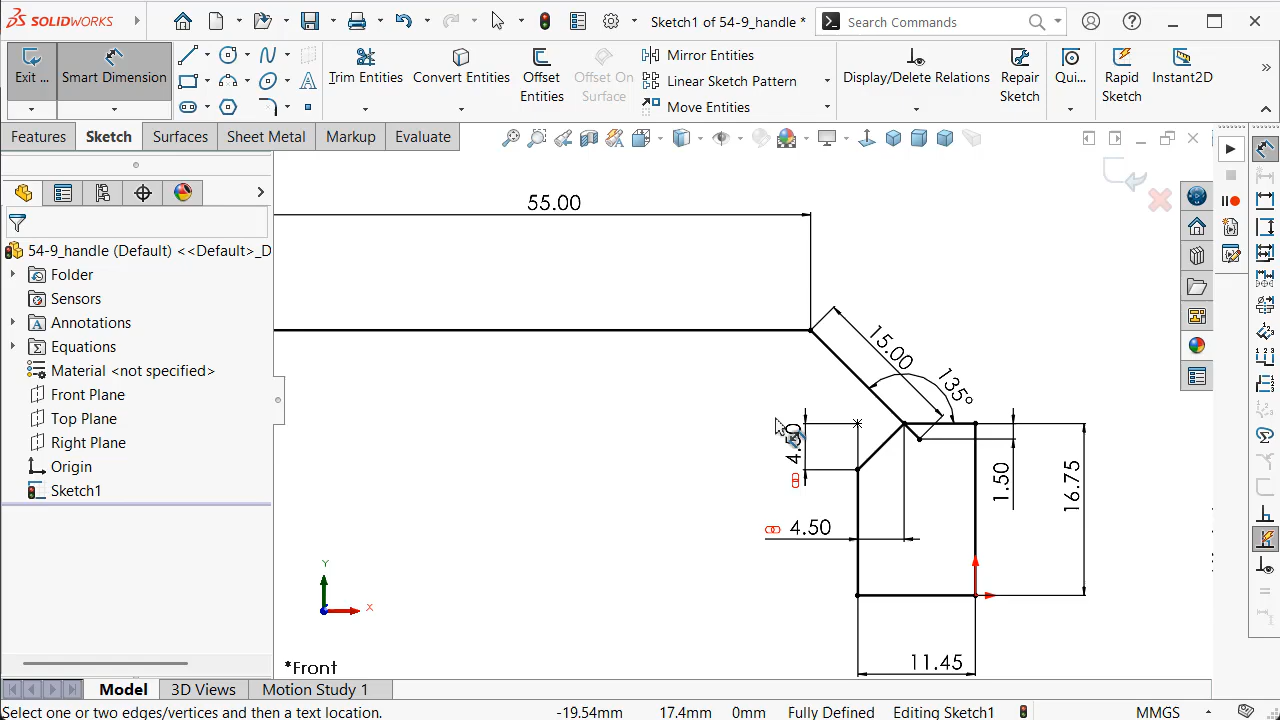 SOLIDWORKS
Sketch1 of 54-9_handle *
Search Commands
Exit ...
Smart Dimension
Trim Entities
Convert Entities
Offset Entities
Offset On Surface
Mirror Entities
Linear Sketch Pattern
Move Entities
Display/Delete Relations
Repair Sketch
Qui...
Rapid Sketch
Instant2D
Features
Sketch
Surfaces
Sheet Metal
Markup
Evaluate
54-9_handle (Default) <<Default>_D
Folder
Sensors
Annotations
Equations
Material <not specified>
Front Plane
Top Plane
Right Plane
Origin
Sketch1
55.00
15.00
135°
4.50
4.50
1.50
16.75
11.45
Y
X
*Front
Model
3D Views
Motion Study 1
Select one or two edges/vertices and then a text location.
-19.54mm
17.4mm
0mm
Fully Defined
Editing Sketch1
MMGS